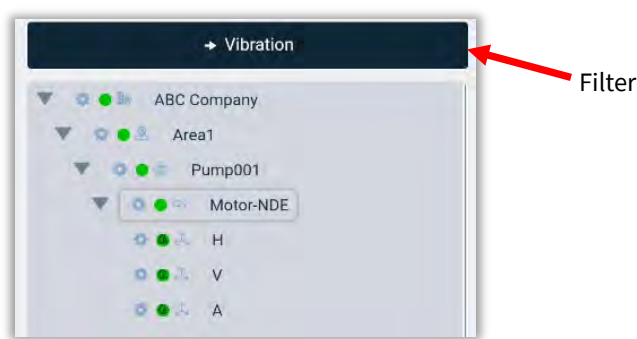 → Vibration
Filter
ABC Company
Area1
Pump001
Motor-NDE
H
V
A